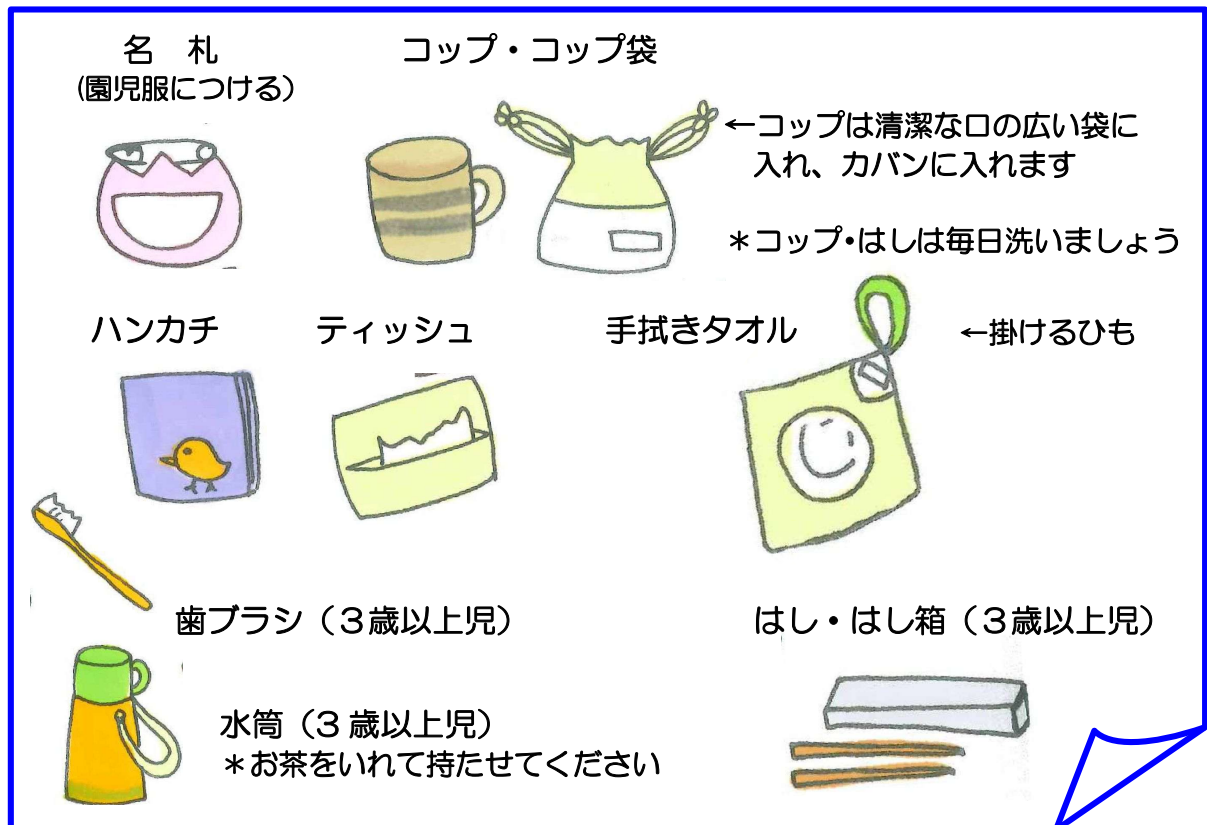 名　札
(園児服につける)
コップ・コップ袋
←コップは清潔な口の広い袋に
入れ、カバンに入れます
＊コップ・はしは毎日洗いましょう
ハンカチ
ティッシュ
手拭きタオル
←掛けるひも
歯ブラシ（３歳以上児）
はし・はし箱（３歳以上児）
水筒（３歳以上児）
＊お茶をいれて持たせてください